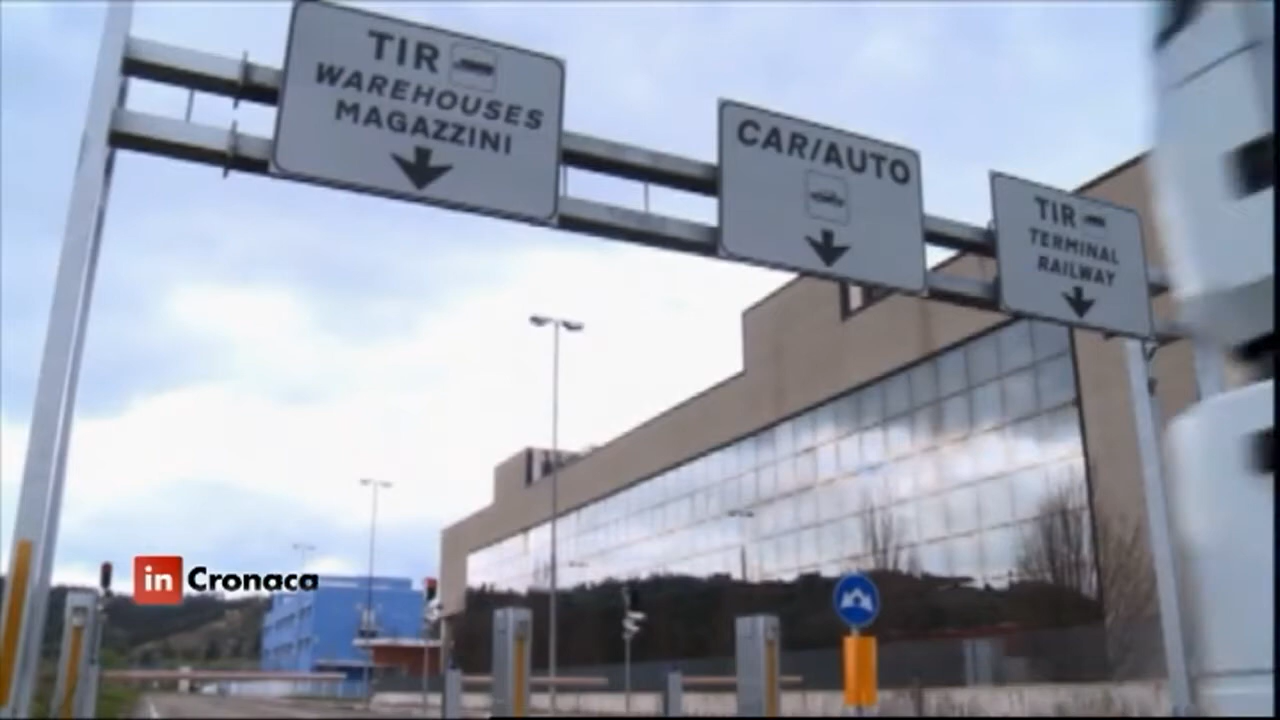 TIR
WAREHOUSES
MAGAZZINI
CAR/AUTO
TIR
TERMINAL
RAILWAY
in Cronaca